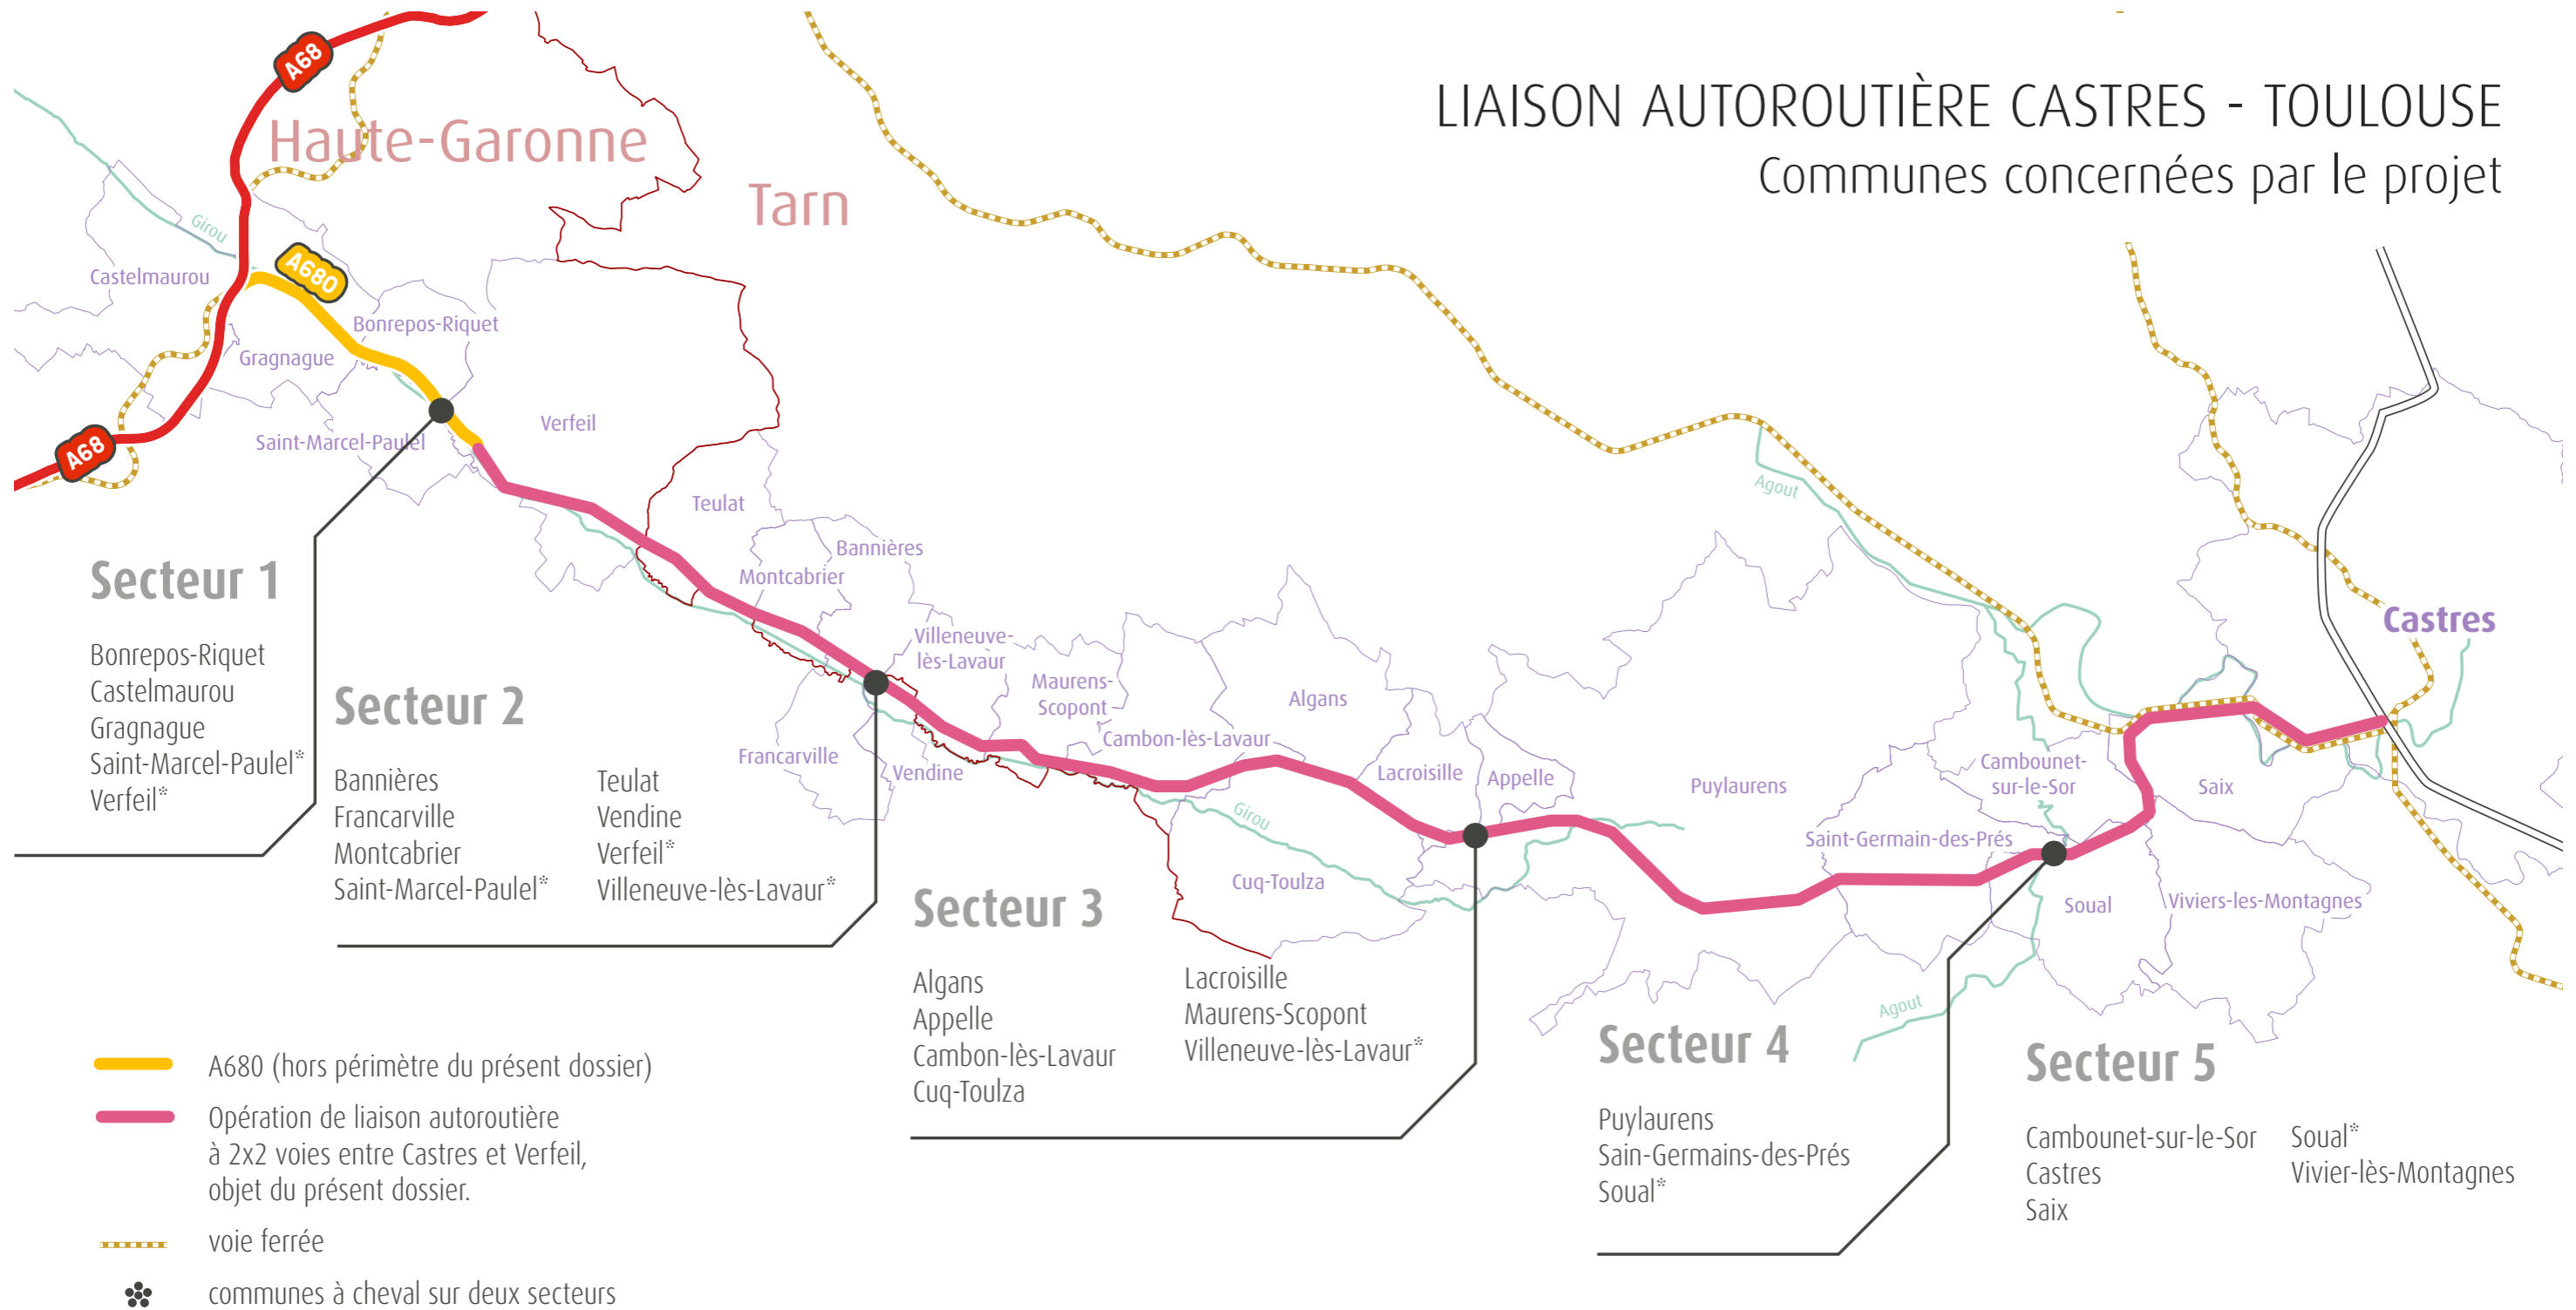 LIAISON AUTOROUTIÈRE CASTRES - TOULOUSE
Communes concernées par le projet
A68
Haute-Garonne
Tarn
Girou
A680
Castelmaurou
Bonrepos-Riquet
Gragnague
Verfeil
Saint-Marcel-Paulel
A68
Agout
Teulat
Bannières
Montcabrier
Castres
Villeneuve-
lès-Lavaur
Maurens-
Scopont
Algans
Cambon-lès-Lavaur
Francarville
Vendine
Lacroisille
Appelle
Puylaurens
Cambounet-
sur-le-Sor
Saix
Girou
Saint-Germain-des-Prés
Cuq-Toulza
Soual
Viviers-les-Montagnes
Agout
Secteur 1
Bonrepos-Riquet
Castelmaurou
Gragnague
Saint-Marcel-Paulel*
Verfeil*
Secteur 2
Bannières
Francarville
Montcabrier
Saint-Marcel-Paulel*
Teulat
Vendine
Verfeil*
Villeneuve-lès-Lavaur*
Secteur 3
Algans
Appelle
Cambon-lès-Lavaur
Cuq-Toulza
Lacroisille
Maurens-Scopont
Villeneuve-lès-Lavaur*
Secteur 4
Puylaurens
Sain-Germains-des-Prés
Soual*
Secteur 5
Cambounet-sur-le-Sor
Castres
Saix
Soual*
Vivier-lès-Montagnes
A680 (hors périmètre du présent dossier)
Opération de liaison autoroutière
à 2x2 voies entre Castres et Verfeil,
objet du présent dossier.
voie ferrée
communes à cheval sur deux secteurs